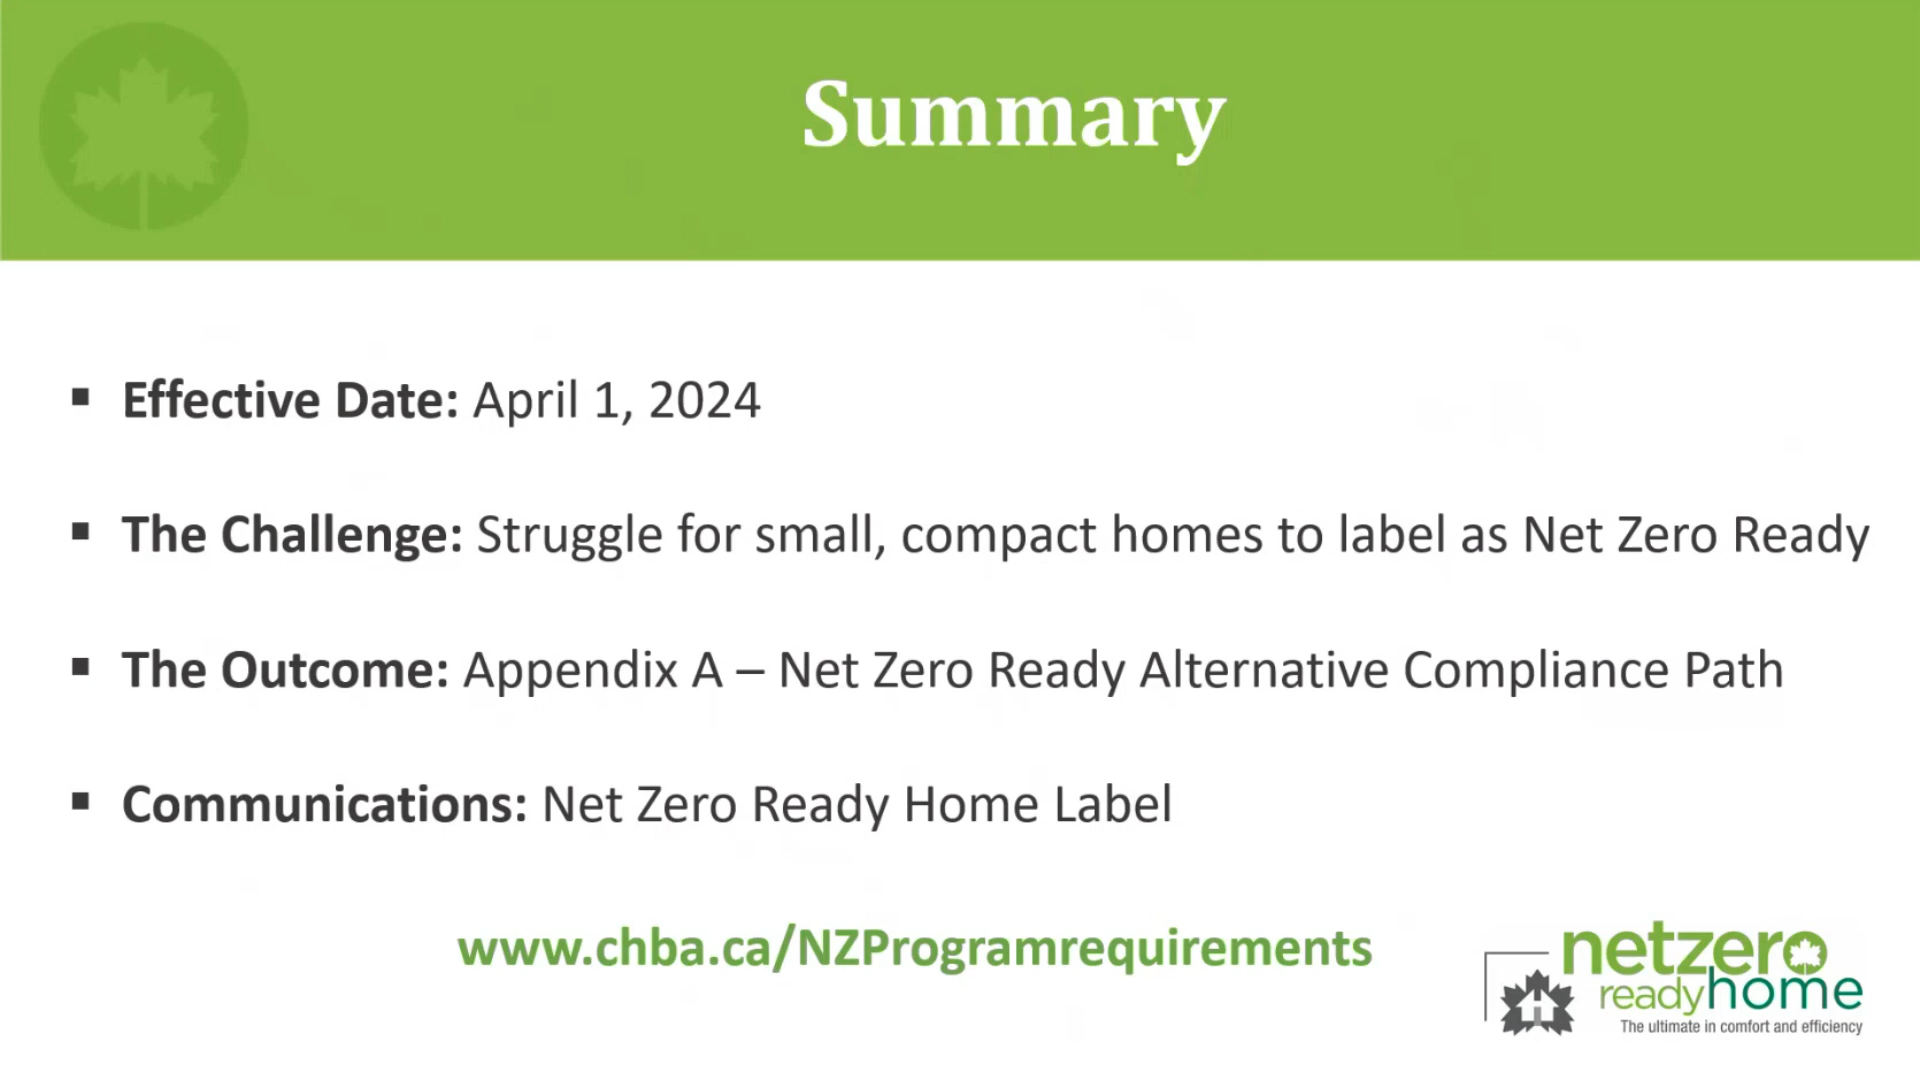 Summary
▪ Effective Date: April 1, 2024
▪ The Challenge: Struggle for small, compact homes to label as Net Zero Ready
▪ The Outcome: Appendix A – Net Zero Ready Alternative Compliance Path
▪ Communications: Net Zero Ready Home Label
www.chba.ca/NZProgramrequirements
netzero
readyhome
The ultimate in comfort and efficiency